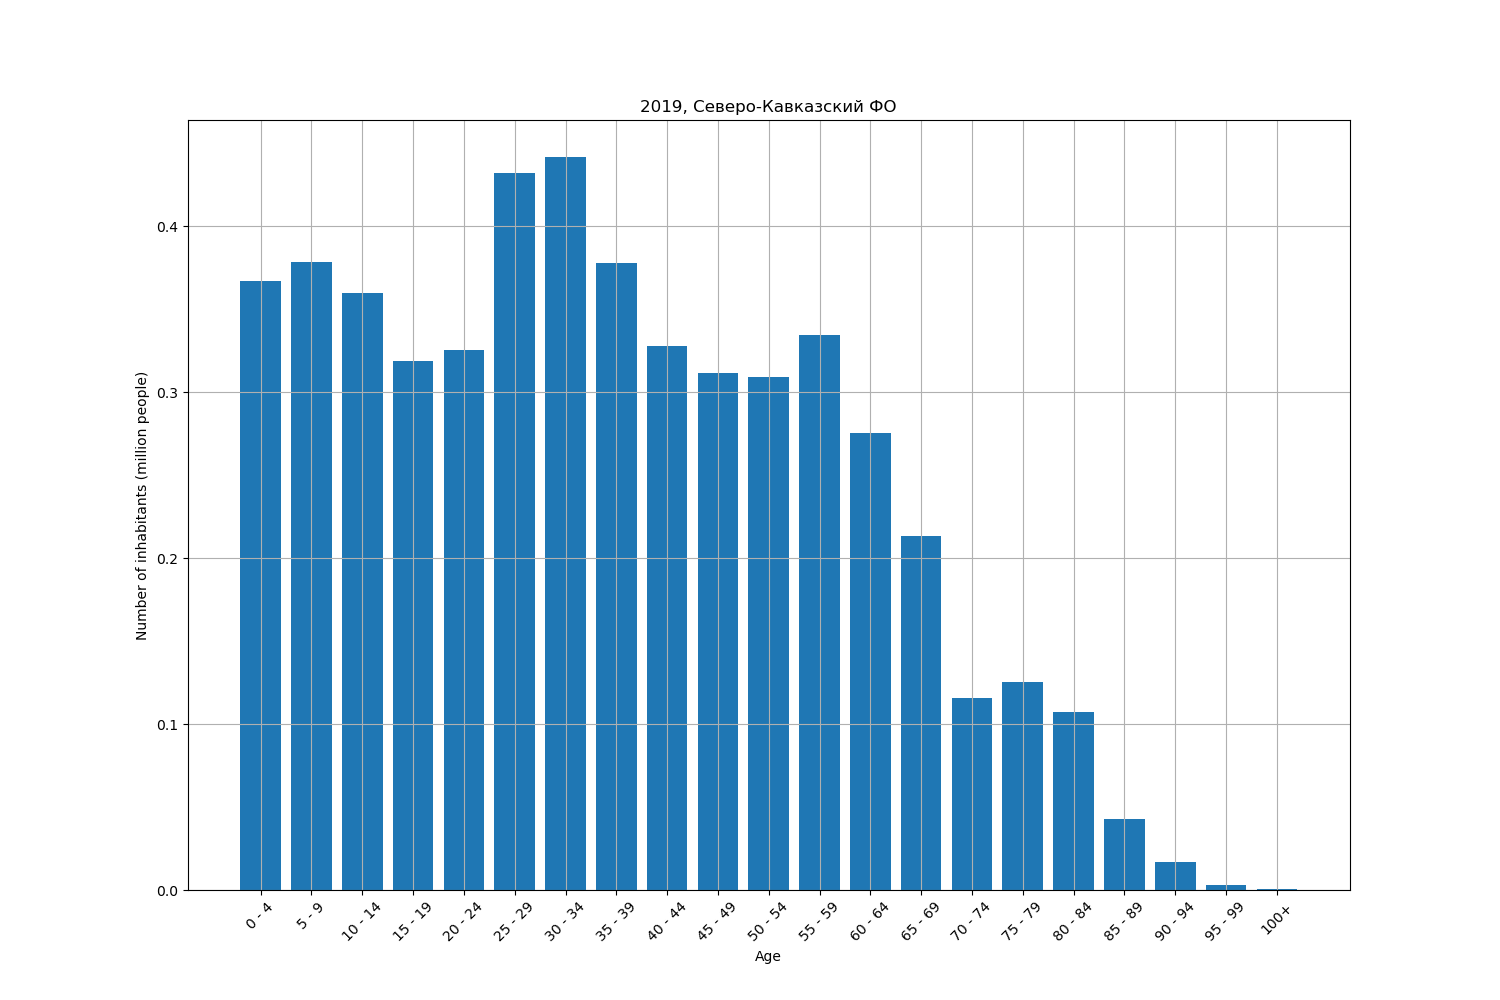 2019, Северо-Кавказский ФО
Number of inhabitants (million people)
0.4
0.3
0.2
0.1
0.0
0 - 4
5 - 9
10 - 14
15 - 19
20 - 24
25 - 29
30 - 34
35 - 39
40 - 44
45 - 49
50 - 54
55 - 59
60 - 64
65 - 69
70 - 74
75 - 79
80 - 84
85 - 89
90 - 94
95 - 99
100+
Age